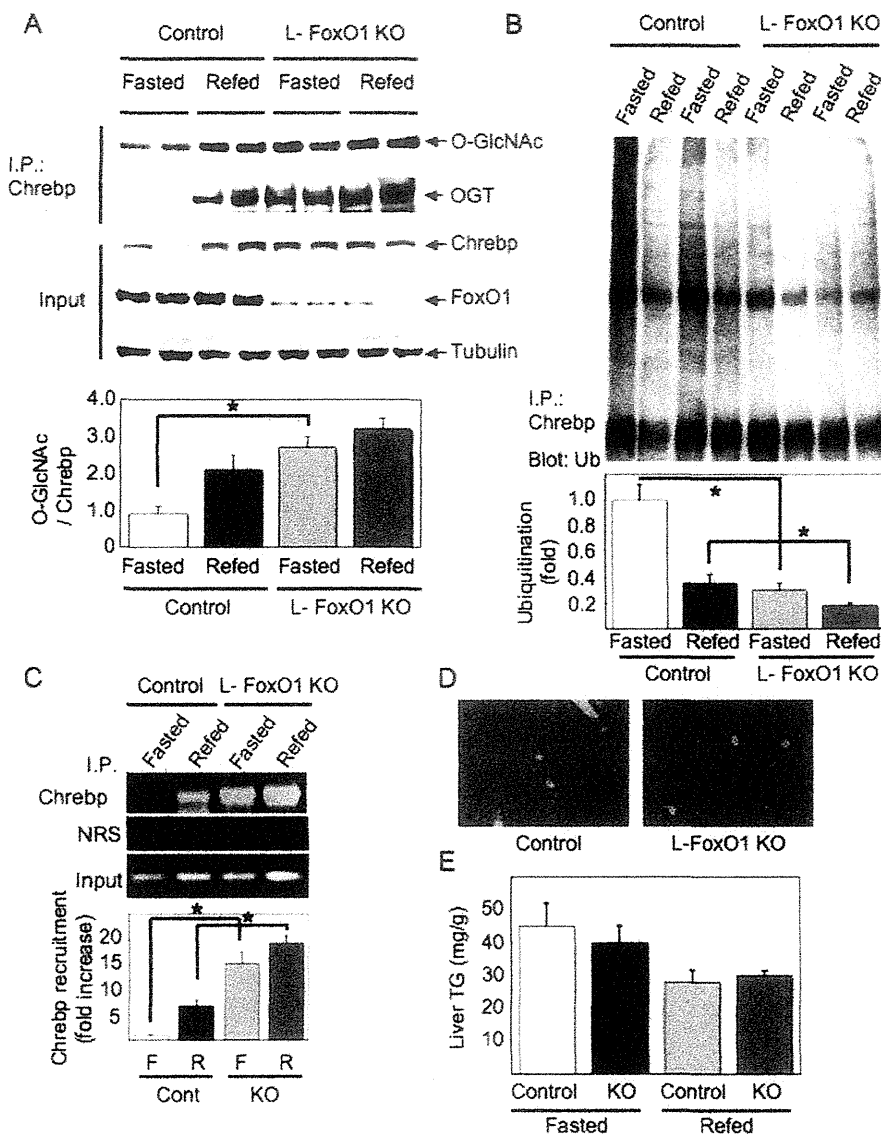 A
Control
L- FoxO1 KO
Fasted
Refed
Fasted
Refed
I.P.:
Chrebp
O-GlcNAc
OGT
Input
Chrebp
FoxO1
Tubulin
O-GlcNAc
/ Chrebp
4.0
3.0
2.0
1.0
0
*
Fasted
Refed
Fasted
Refed
Control
L- FoxO1 KO
B
Control
L- FoxO1 KO
Fasted
Refed
Fasted
Refed
Fasted
Refed
Fasted
Refed
I.P.:
Chrebp
Blot: Ub
Ubiquitination
(fold)
1.0
0.8
0.6
0.4
0.2
*
*
Fasted
Refed
Fasted
Refed
Control
L- FoxO1 KO
C
Control
L- FoxO1 KO
Fasted
Refed
Fasted
Refed
I.P.
Chrebp
NRS
Input
Chrebp recruitment
(fold increase)
20
15
10
5
*
*
F
R
F
R
Cont
KO
D
Control
L-FoxO1 KO
E
Liver TG (mg/g)
50
40
30
20
10
Control
KO
Control
KO
Fasted
Refed